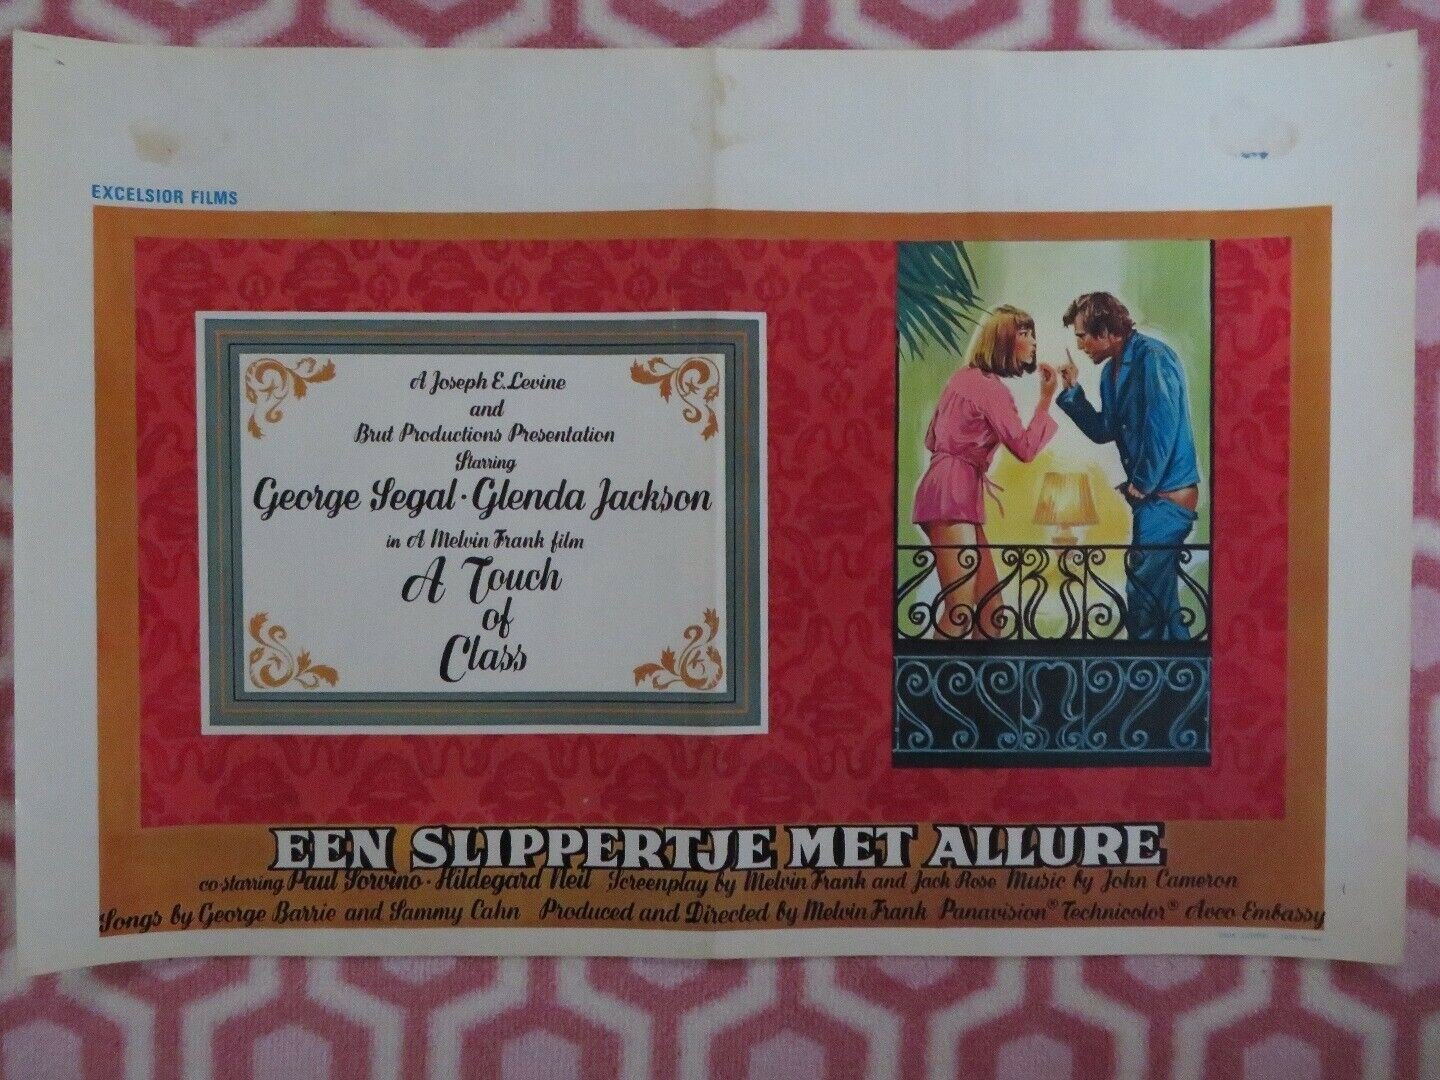 EXCELSIOR FILMS
A Joseph E. Levine
and
Brut Productions Presentation
Starring
George Segal · Glenda Jackson
in A Melvin Frank film
A Touch
of
Class
EEN SLIPPERTJE MET ALLURE
co-starring Paul Sorvino · Hildegard Neil Screenplay by Melvin Frank and Jack Rose Music by John Cameron
Songs by George Barrie and Sammy Cahn Produced and Directed by Melvin Frank Panavision® Technicolor® Avco Embassy